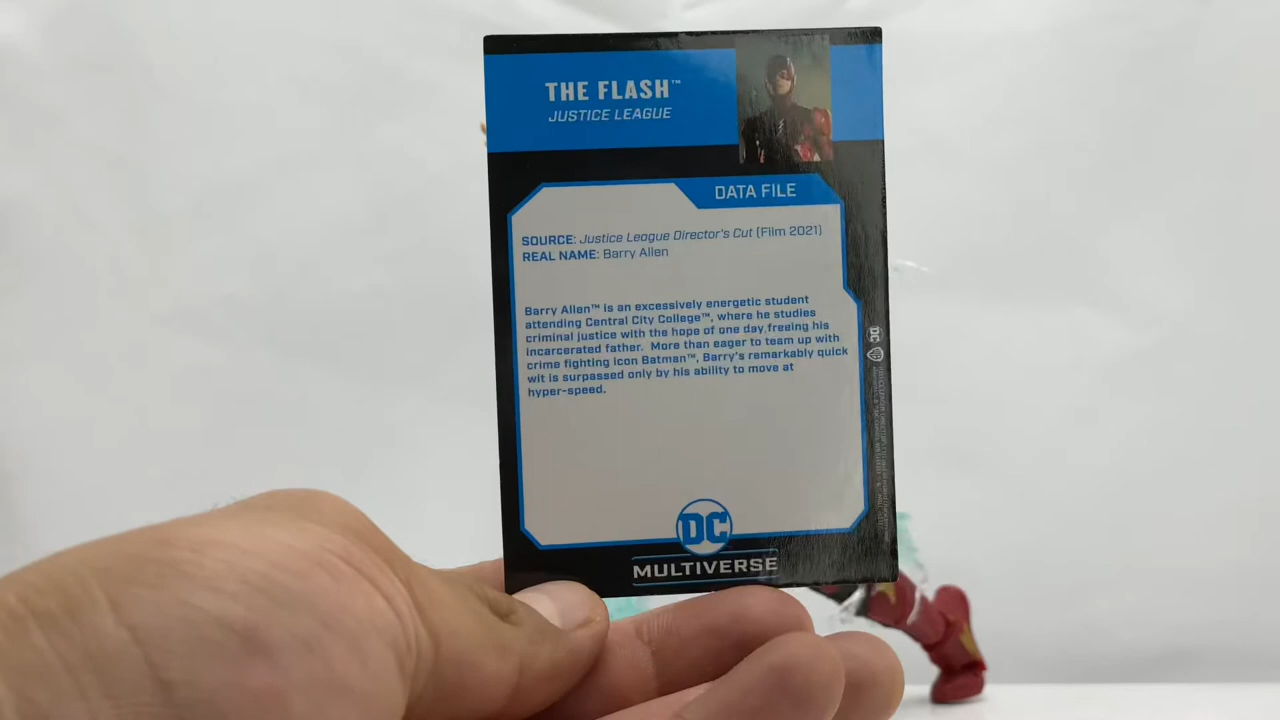 THE FLASH™
JUSTICE LEAGUE
DATA FILE
SOURCE: Justice League Director's Cut (Film 2021)
REAL NAME: Barry Allen
Barry Allen™ is an excessively energetic student
attending Central City College™, where he studies
criminal justice with the hope of one day freeing his
incarcerated father. More than eager to team up with
crime fighting icon Batman™, Barry's remarkably quick
wit is surpassed only by his ability to move at
hyper-speed.
DC
MULTIVERSE
DC